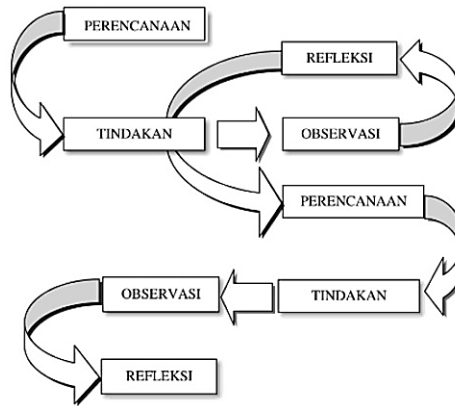 PERENCANAAN
REFLEKSI
TINDAKAN
OBSERVASI
PERENCANAAN
OBSERVASI
TINDAKAN
REFLEKSI